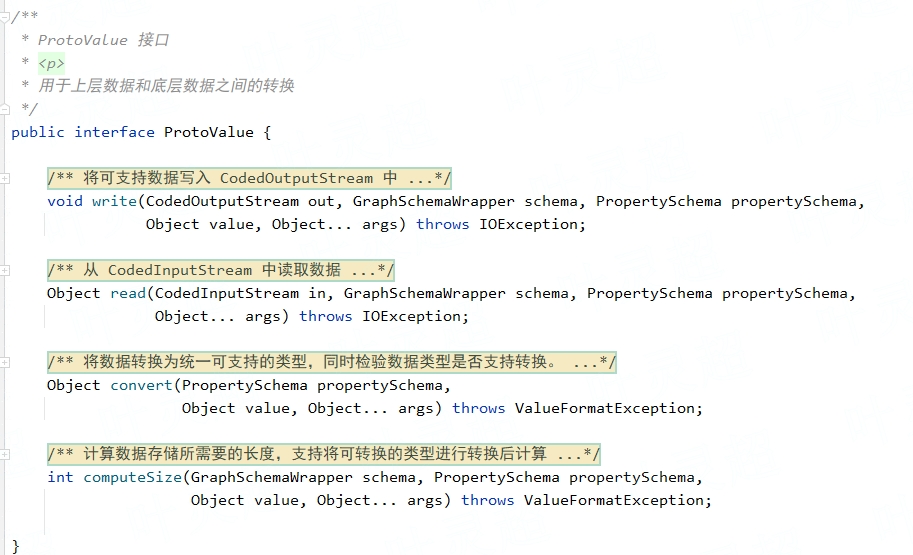 /**
 * ProtoValue 接口
 * <p>
 * 用于上层数据和底层数据之间的转换
 */
public interface ProtoValue {
/** 将可支持数据写入 CodedOutputStream 中 ...*/
void write(CodedOutputStream out, GraphSchemaWrapper schema, PropertySchema propertySchema,
Object value, Object... args) throws IOException;
/** 从 CodedInputStream 中读取数据 ...*/
Object read(CodedInputStream in, GraphSchemaWrapper schema, PropertySchema propertySchema,
Object... args) throws IOException;
/** 将数据转换为统一可支持的类型，同时检验数据类型是否支持转换。 ...*/
Object convert(PropertySchema propertySchema,
Object value, Object... args) throws ValueFormatException;
/** 计算数据存储所需要的长度，支持将可转换的类型进行转换后计算 ...*/
int computeSize(GraphSchemaWrapper schema, PropertySchema propertySchema,
Object value, Object... args) throws ValueFormatException;
}